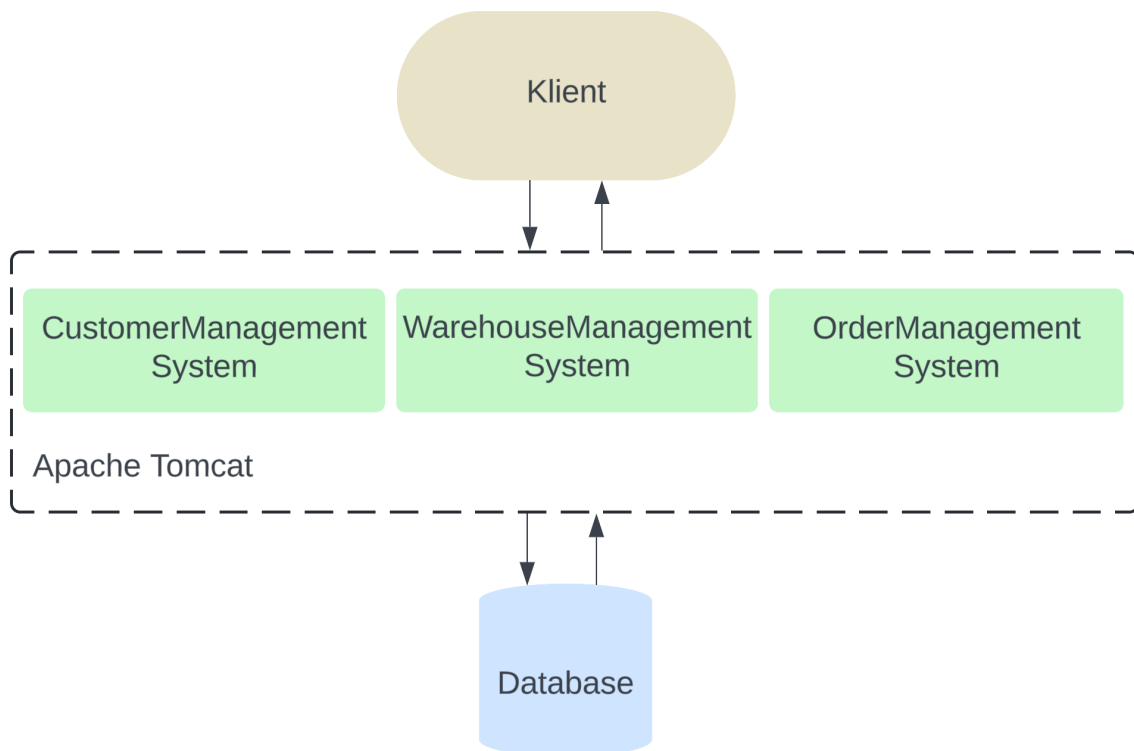 Klient
CustomerManagement
System
WarehouseManagement
System
OrderManagement
System
Apache Tomcat
Database